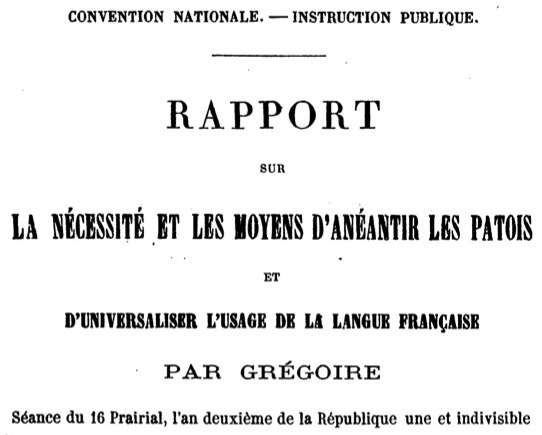 CONVENTION NATIONALE. — INSTRUCTION PUBLIQUE.
RAPPORT
SUR
LA NÉCESSITÉ ET LES MOYENS D'ANÉANTIR LES PATOIS
ET
D'UNIVERSALISER L'USAGE DE LA LANGUE FRANÇAISE
PAR GRÉGOIRE
Séance du 16 Prairial, l'an deuxième de la République une et indivisible